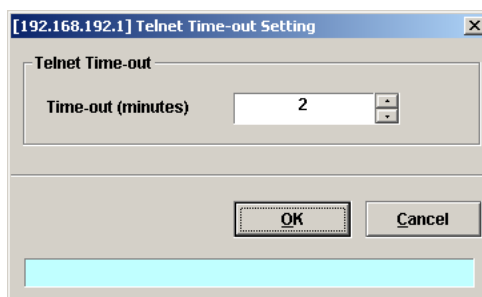 [192.168.192.1] Telnet Time-out Setting
Telnet Time-out
Time-out (minutes) 2
OK Cancel